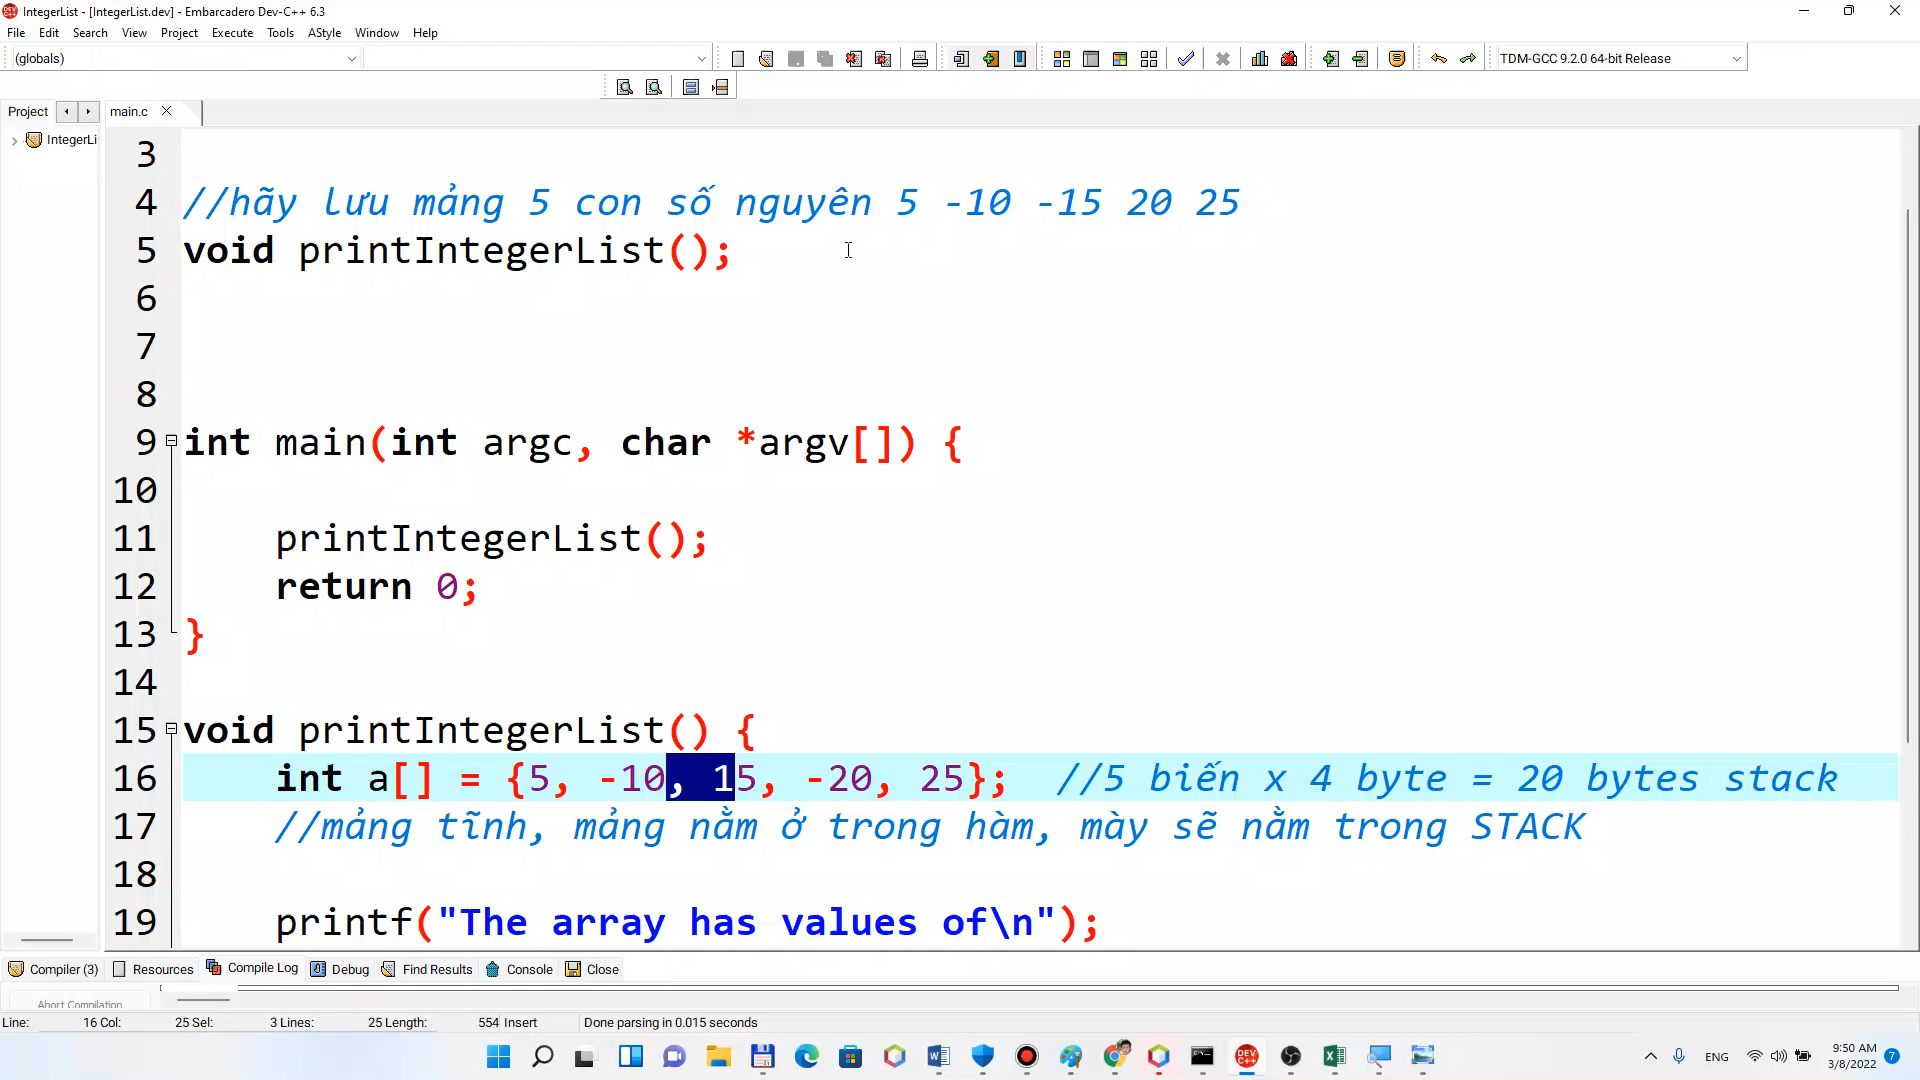 IntegerList - [IntegerList.dev] - Embarcadero Dev-C++ 6.3
File Edit Search View Project Execute Tools AStyle Window Help
(globals)
TDM-GCC 9.2.0 64-bit Release
Project
main.c
IntegerLi
3
4 //hãy lưu mảng 5 con số nguyên 5 -10 -15 20 25
5 void printIntegerList();
6
7
8
9 int main(int argc, char *argv[]) {
10
11 printIntegerList();
12 return 0;
13 }
14
15 void printIntegerList() {
16 int a[] = {5, -10, 15, -20, 25}; //5 biến x 4 byte = 20 bytes stack
17 //mảng tĩnh, mảng nằm ở trong hàm, mày sẽ nằm trong STACK
18
19 printf("The array has values of\n");
Compiler (3) Resources Compile Log Debug Find Results Console Close
Abort Compilation
Line: 16 Col: 25 Sel: 3 Lines: 25 Length: 554 Insert Done parsing in 0.015 seconds
DEV C++
ENG
9:50 AM
3/8/2022
7